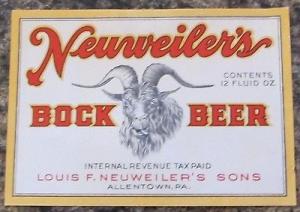 Neuweiler's
CONTENTS
12 FLUID OZ.
BOCK BEER
INTERNAL REVENUE TAX PAID
LOUIS F. NEUWEILER'S SONS
ALLENTOWN, PA.